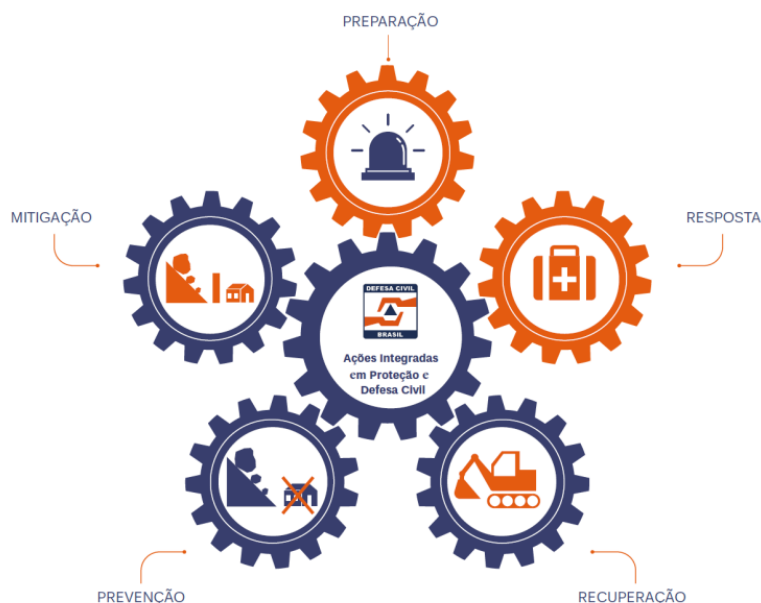 PREPARAÇÃO
MITIGAÇÃO
RESPOSTA
DEFESA CIVIL
BRASIL
Ações Integradas
em Proteção e
Defesa Civil
PREVENÇÃO
RECUPERAÇÃO